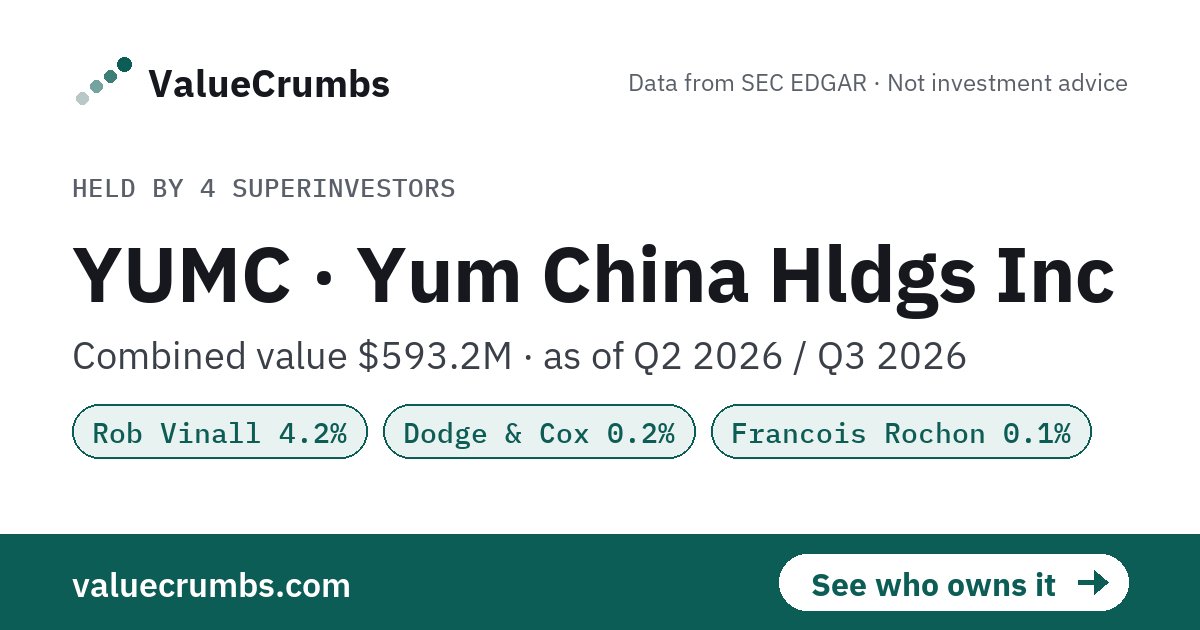 ValueCrumbs
Data from SEC EDGAR · Not investment advice
HELD BY 4 SUPERINVESTORS
YUMC · Yum China Hldgs Inc
Combined value $593.2M · as of Q2 2026 / Q3 2026
Rob Vinall 4.2%
Dodge & Cox 0.2%
Francois Rochon 0.1%
valuecrumbs.com
See who owns it →